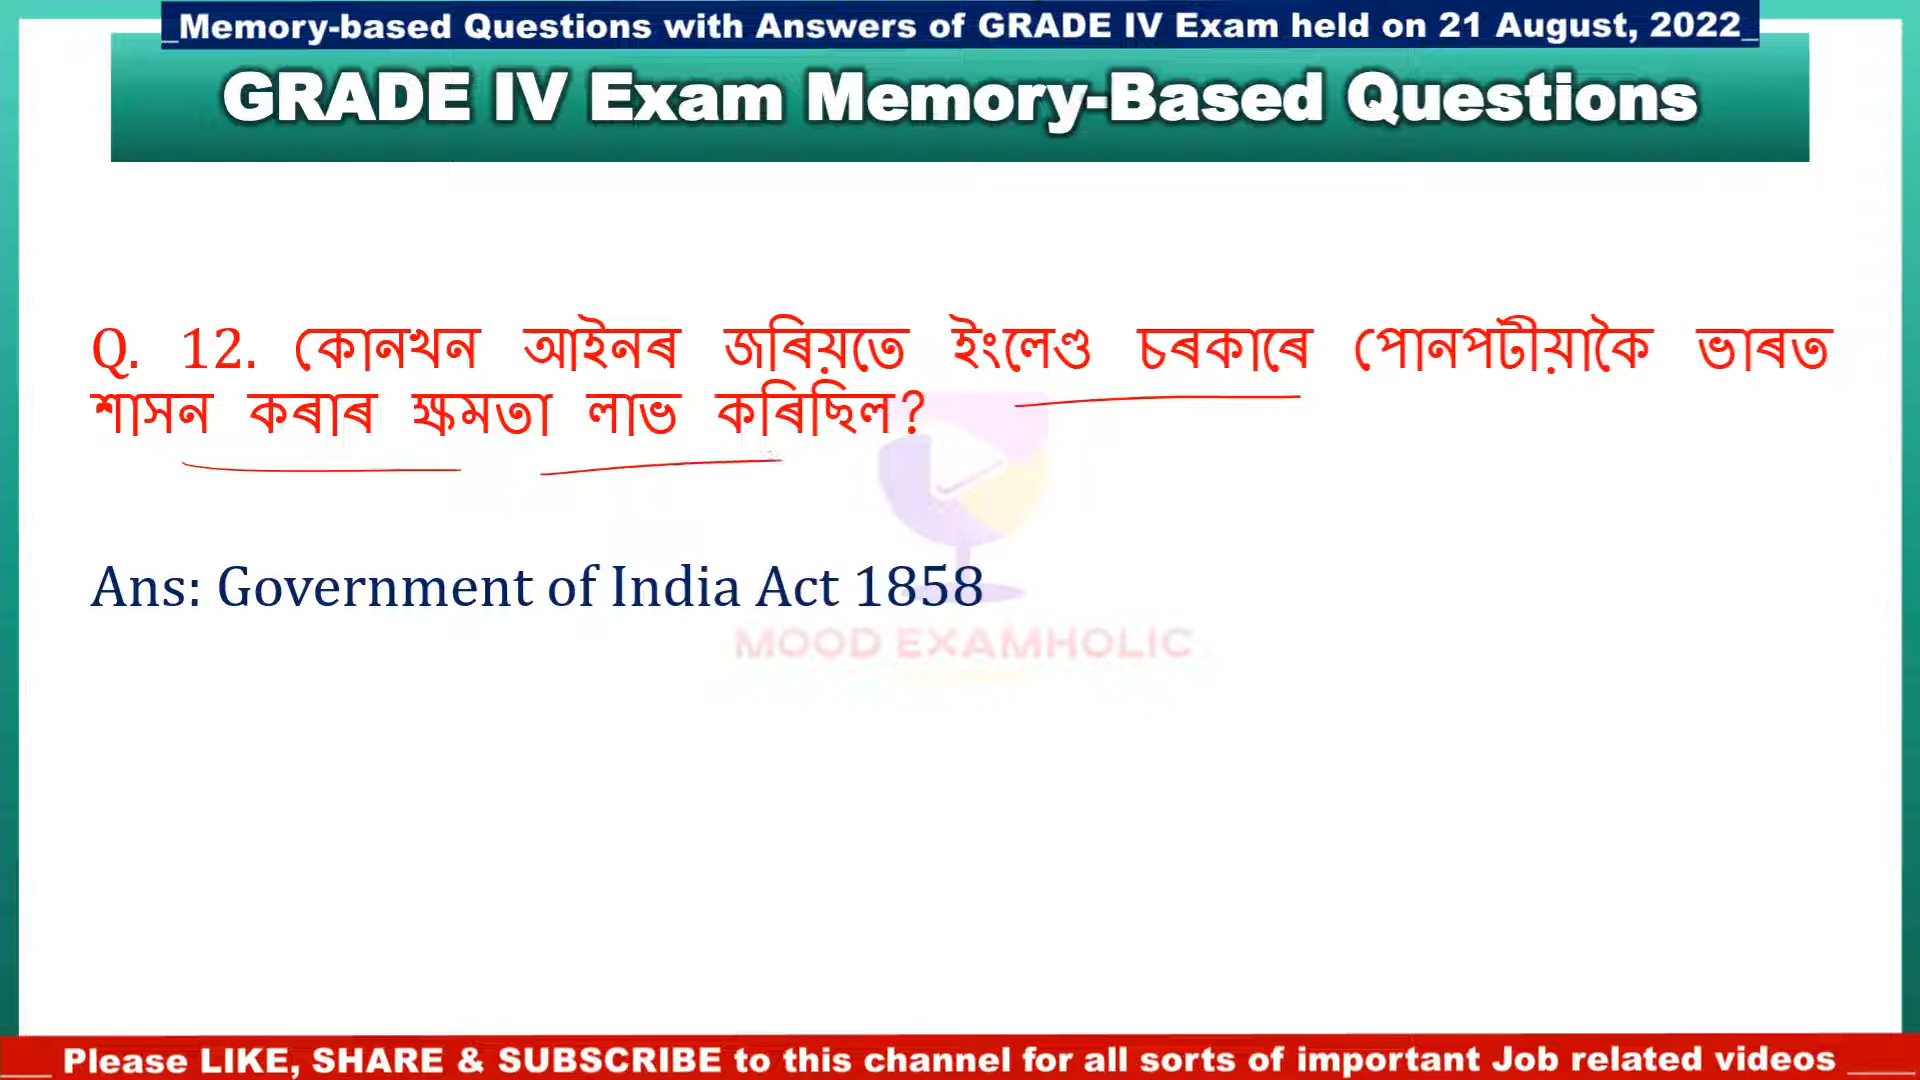 _Memory-based Questions with Answers of GRADE IV Exam held on 21 August, 2022_
GRADE IV Exam Memory-Based Questions
Q. 12. কোনখন আইনৰ জৰিয়তে ইংলেণ্ড চৰকাৰে পোনপটীয়াকৈ ভাৰত
শাসন কৰাৰ ক্ষমতা লাভ কৰিছিল?
Ans: Government of India Act 1858
MOOD EXAMHOLIC
__ Please LIKE, SHARE & SUBSCRIBE to this channel for all sorts of important Job related videos ___